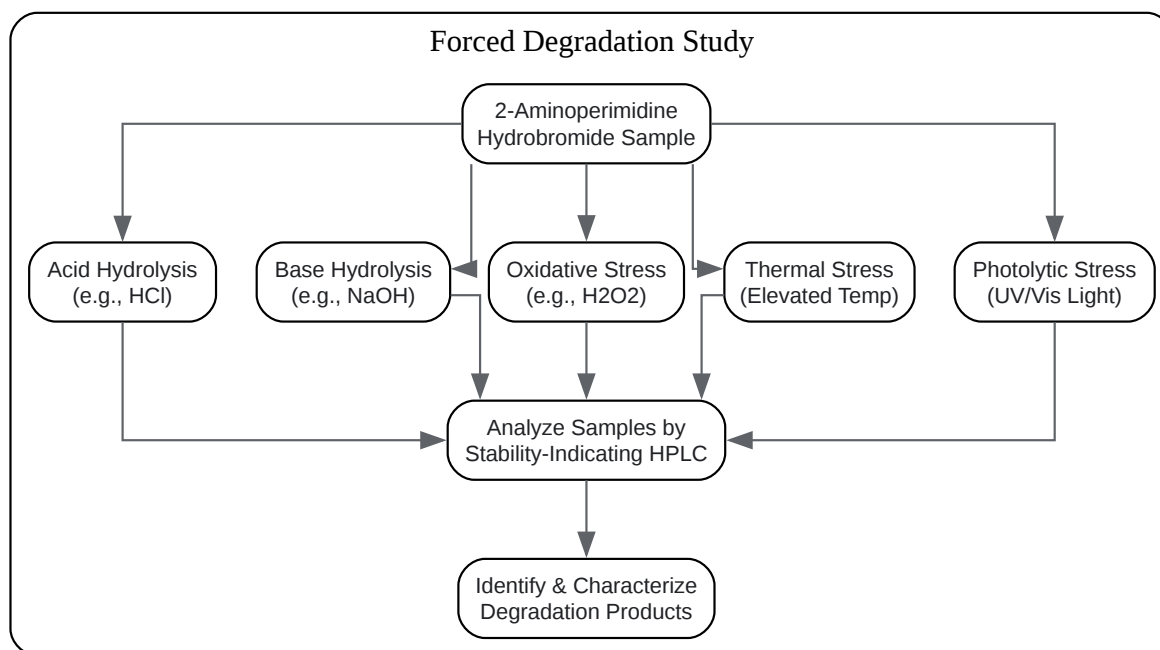 Forced Degradation Study
2-Aminoperimidine
Hydrobromide Sample
Acid Hydrolysis
(e.g., HCl)
Base Hydrolysis
(e.g., NaOH)
Oxidative Stress
(e.g., H2O2)
Thermal Stress
(Elevated Temp)
Photolytic Stress
(UV/Vis Light)
Analyze Samples by
Stability-Indicating HPLC
Identify & Characterize
Degradation Products